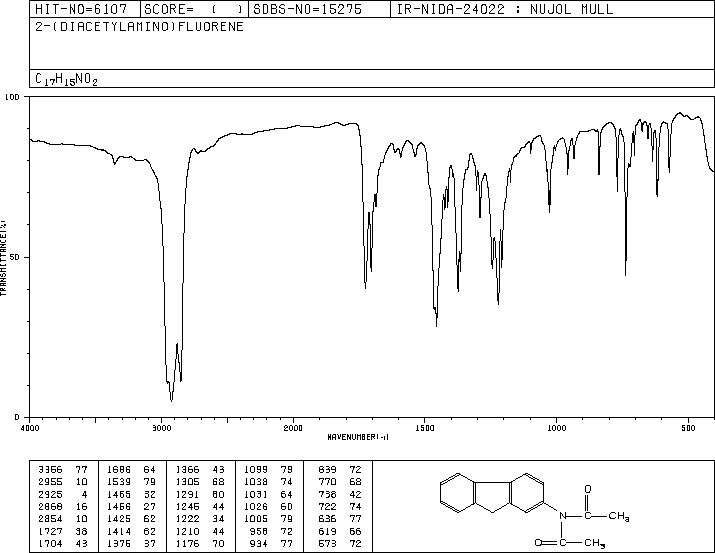 HIT-NO=6107 SCORE= ( ) SDBS-NO=15275 IR-NIDA-24022 : NUJOL MULL
2-(DIACETYLAMINO)FLUORENE
C17H15NO2
100
50
0
TRANSMITTANCE(%)
4000 3000 2000 1500 1000 500
WAVENUMBER(-1)
3366 77 1686 64 1366 43 1099 79 839 72
2955 10 1539 79 1305 68 1038 74 770 68
2925 4 1465 32 1291 60 1031 64 738 42
2868 16 1456 27 1245 44 1026 60 722 74
2854 10 1425 62 1222 34 1005 79 636 77
1727 38 1414 62 1210 44 958 72 619 66
1704 43 1376 37 1176 70 934 77 573 72
O
N C CH3
O C CH3